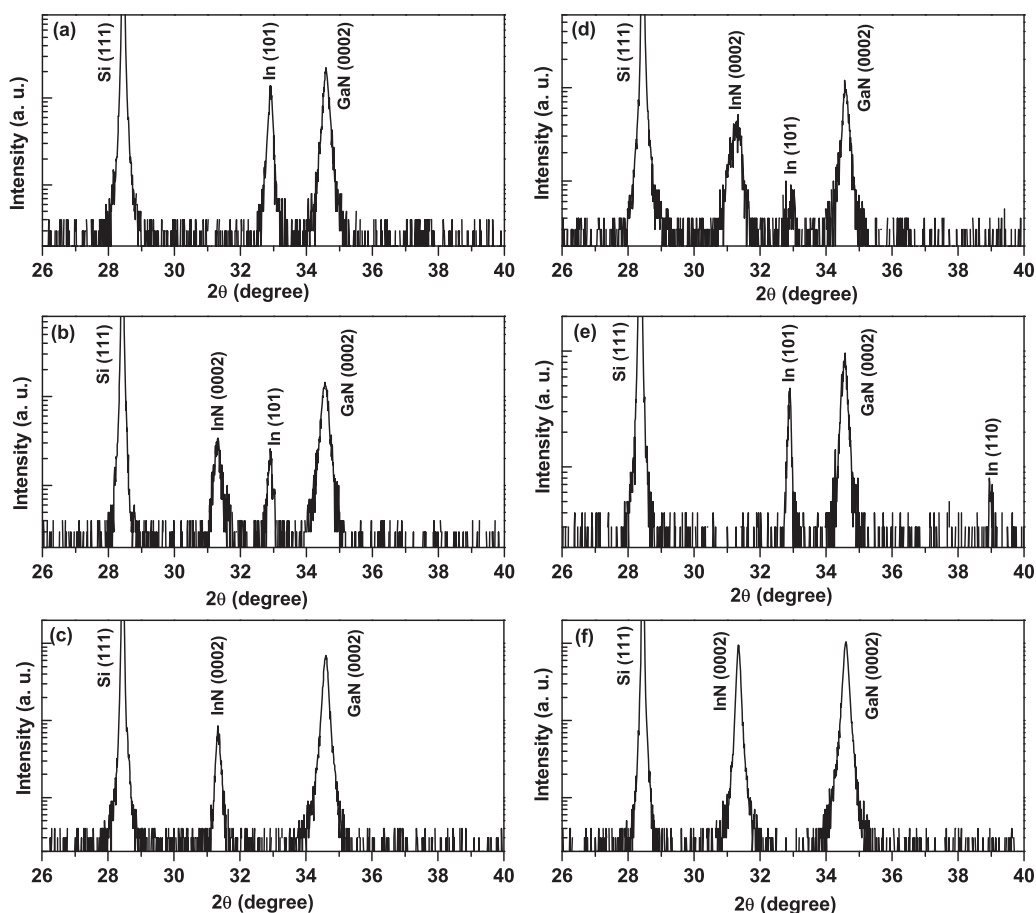 (a)
Si (111)
In (101)
GaN (0002)
Intensity (a. u.)
26 28 30 32 34 36 38 40
2θ (degree)
(d)
Si (111)
InN (0002)
In (101)
GaN (0002)
Intensity (a. u.)
26 28 30 32 34 36 38 40
2θ (degree)
(b)
Si (111)
InN (0002)
In (101)
GaN (0002)
Intensity (a. u.)
26 28 30 32 34 36 38 40
2θ (degree)
(e)
Si (111)
In (101)
GaN (0002)
In (110)
Intensity (a. u.)
26 28 30 32 34 36 38 40
2θ (degree)
(c)
Si (111)
InN (0002)
GaN (0002)
Intensity (a. u.)
26 28 30 32 34 36 38 40
2θ (degree)
(f)
Si (111)
InN (0002)
GaN (0002)
Intensity (a. u.)
26 28 30 32 34 36 38 40
2θ (degree)